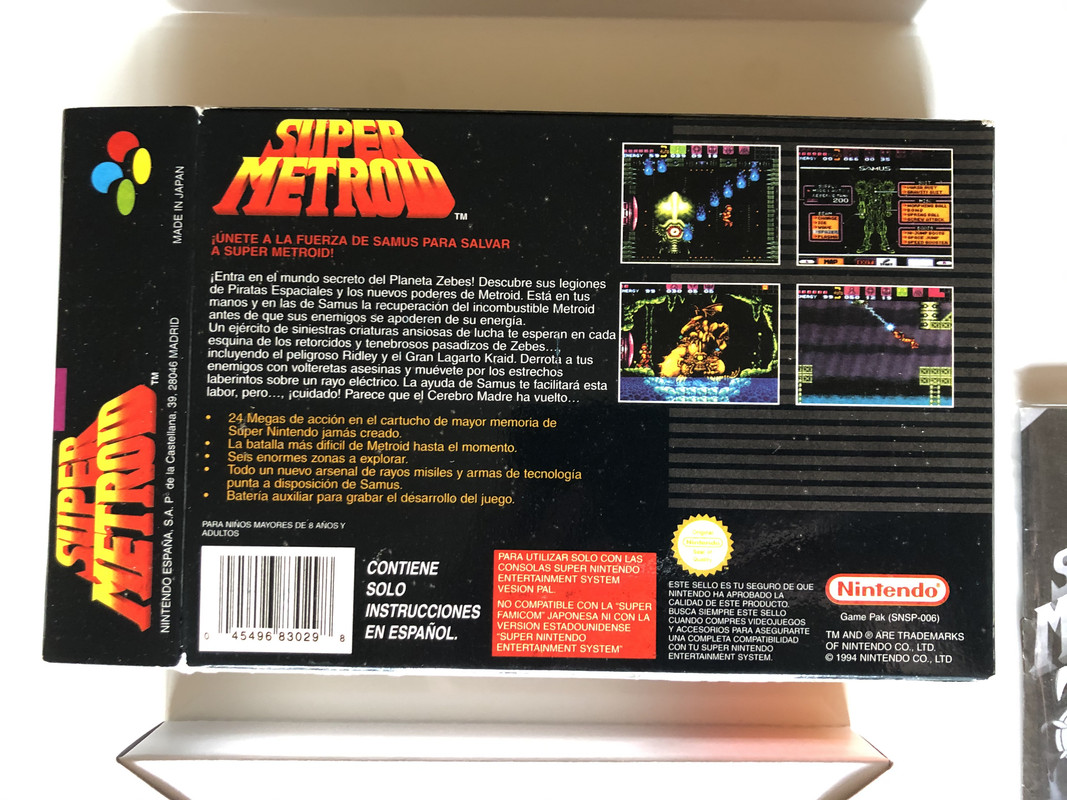 MADE IN JAPAN
SUPER
METROID™
NINTENDO ESPAÑA, S.A. Pº de la Castellana, 39, 28046 MADRID
SUPER
METROID™
¡ÚNETE A LA FUERZA DE SAMUS PARA SALVAR
A SUPER METROID!
¡Entra en el mundo secreto del Planeta Zebes! Descubre sus legiones
de Piratas Espaciales y los nuevos poderes de Metroid. Está en tus
manos y en las de Samus la recuperación del incombustible Metroid
antes de que sus enemigos se apoderen de su energía.
Un ejército de siniestras criaturas ansiosas de lucha te esperan en cada
esquina de los retorcidos y tenebrosos pasadizos de Zebes...
incluyendo el peligroso Ridley y el Gran Lagarto Kraid. Derrota a tus
enemigos con volteretas asesinas y muévete por los estrechos
laberintos sobre un rayo eléctrico. La ayuda de Samus te facilitará esta
labor, pero..., ¡cuidado! Parece que el Cerebro Madre ha vuelto...
• 24 Megas de acción en el cartucho de mayor memoria de
Super Nintendo jamás creado.
• La batalla más difícil de Metroid hasta el momento.
• Seis enormes zonas a explorar.
• Todo un nuevo arsenal de rayos misiles y armas de tecnología
punta a disposición de Samus.
• Batería auxiliar para grabar el desarrollo del juego.
PARA NIÑOS MAYORES DE 8 AÑOS Y
ADULTOS
0 45496 83029 8
CONTIENE
SOLO
INSTRUCCIONES
EN ESPAÑOL.
PARA UTILIZAR SOLO CON LAS
CONSOLAS SUPER NINTENDO
ENTERTAINMENT SYSTEM
VESION PAL.
NO COMPATIBLE CON LA "SUPER
FAMICOM" JAPONESA NI CON LA
VERSION ESTADOUNIDENSE
"SUPER NINTENDO
ENTERTAINMENT SYSTEM"
SAMUS
200
MAP
Original
Nintendo
Seal of
Quality
ESTE SELLO ES TU SEGURO DE QUE
NINTENDO HA APROBADO LA
CALIDAD DE ESTE PRODUCTO.
BUSCA SIEMPRE ESTE SELLO
CUANDO COMPRES VIDEOJUEGOS
Y ACCESORIOS PARA ASEGURARTE
UNA COMPLETA COMPATIBILIDAD
CON TU SUPER NINTENDO
ENTERTAINMENT SYSTEM.
Nintendo®
Game Pak (SNSP-006)
TM AND ® ARE TRADEMARKS
OF NINTENDO CO., LTD.
© 1994 NINTENDO CO., LTD